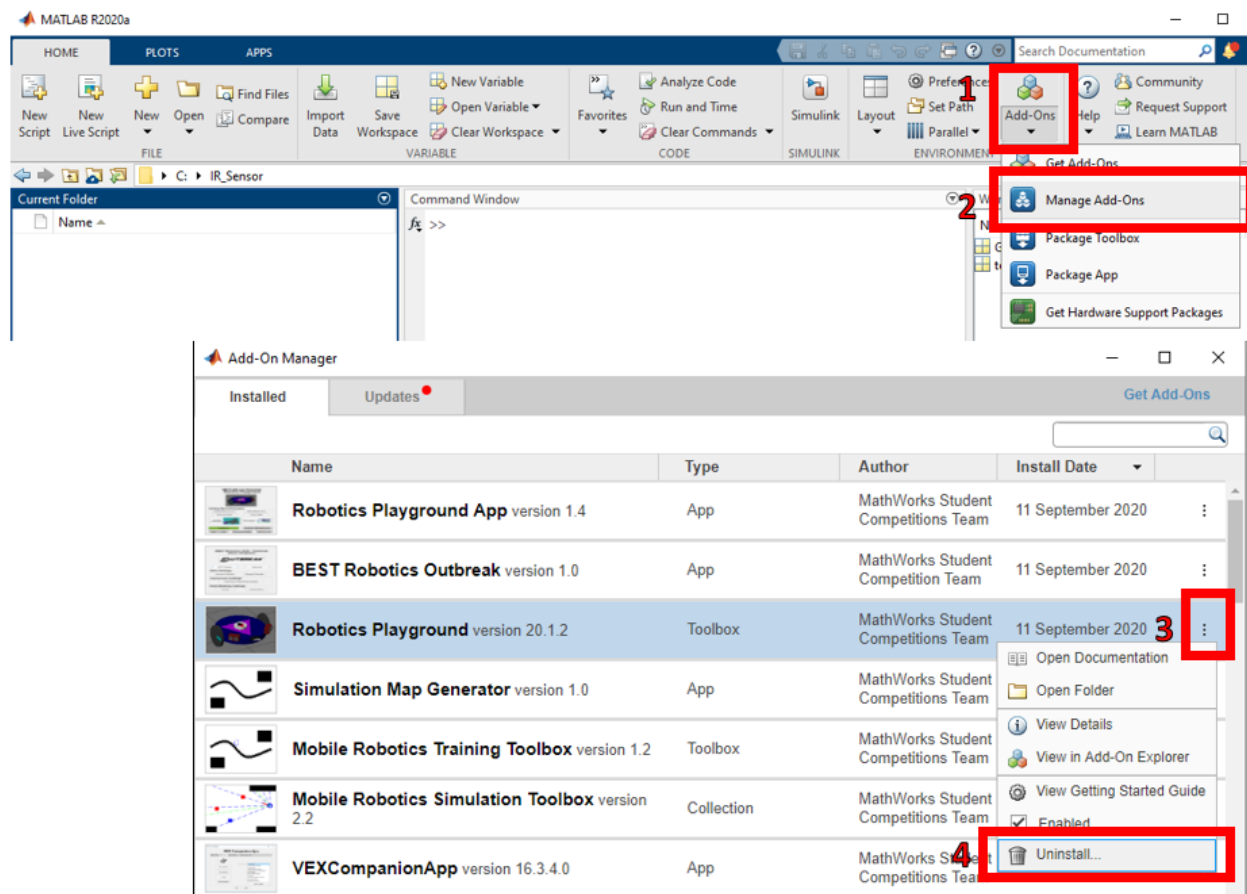 MATLAB R2020a
HOME PLOTS APPS
Search Documentation
New Script
New Live Script
New
Open
Find Files
Compare
FILE
Import Data
Save Workspace
New Variable
Open Variable
Clear Workspace
VARIABLE
Favorites
Analyze Code
Run and Time
Clear Commands
CODE
Simulink
SIMULINK
Layout
Preferences
Set Path
Parallel
ENVIRONMENT
1
Add-Ons
Help
Community
Request Support
Learn MATLAB
Get Add-Ons
2
Manage Add-Ons
Package Toolbox
Package App
Get Hardware Support Packages
C: IR_Sensor
Current Folder
Name
Command Window
fx >>
Add-On Manager
Installed Updates Get Add-Ons
Name Type Author Install Date
Robotics Playground App version 1.4 App MathWorks Student Competitions Team 11 September 2020
BEST Robotics Outbreak version 1.0 App MathWorks Student Competition Team 11 September 2020
Robotics Playground version 20.1.2 Toolbox MathWorks Student Competitions Team 11 September 2020 3
Simulation Map Generator version 1.0 App MathWorks Student Competitions Team
Mobile Robotics Training Toolbox version 1.2 Toolbox MathWorks Student Competitions Team
Mobile Robotics Simulation Toolbox version 2.2 Collection MathWorks Student Competitions Team
VEXCompanionApp version 16.3.4.0 App MathWorks Competitions
Open Documentation
Open Folder
View Details
View in Add-On Explorer
View Getting Started Guide
Enabled
4 Uninstall...